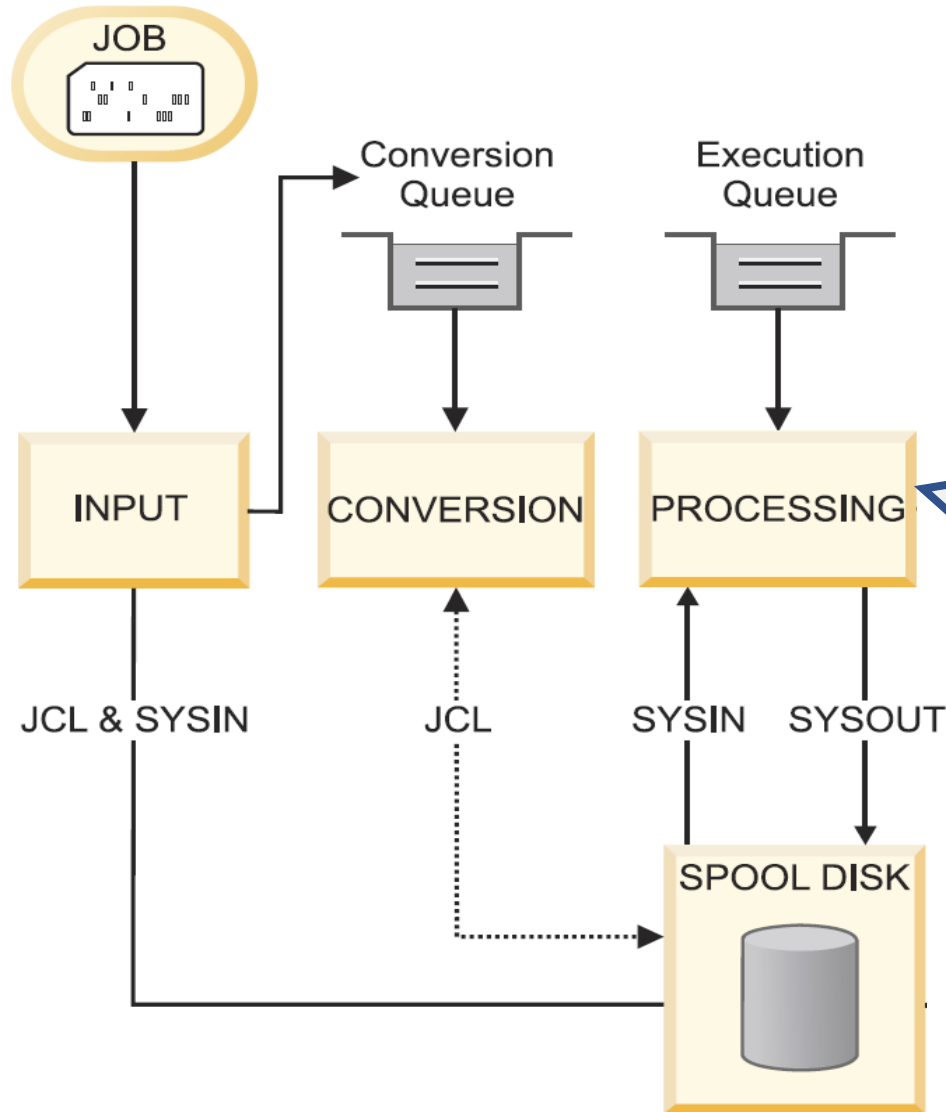 JOB
Conversion
Queue
Execution
Queue
INPUT
CONVERSION
PROCESSING
JCL & SYSIN
JCL
SYSIN
SYSOUT
SPOOL DISK